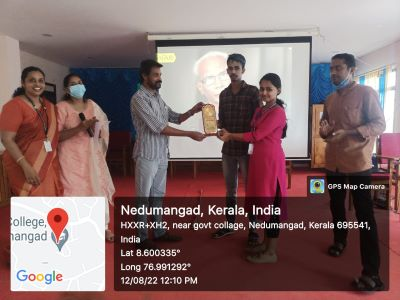 GPS Map Camera
College,
mangad
Google
Nedumangad, Kerala, India
HXXR+XH2, near govt collage, Nedumangad, Kerala 695541,
India
Lat 8.600335°
Long 76.991292°
12/08/22 12:10 PM